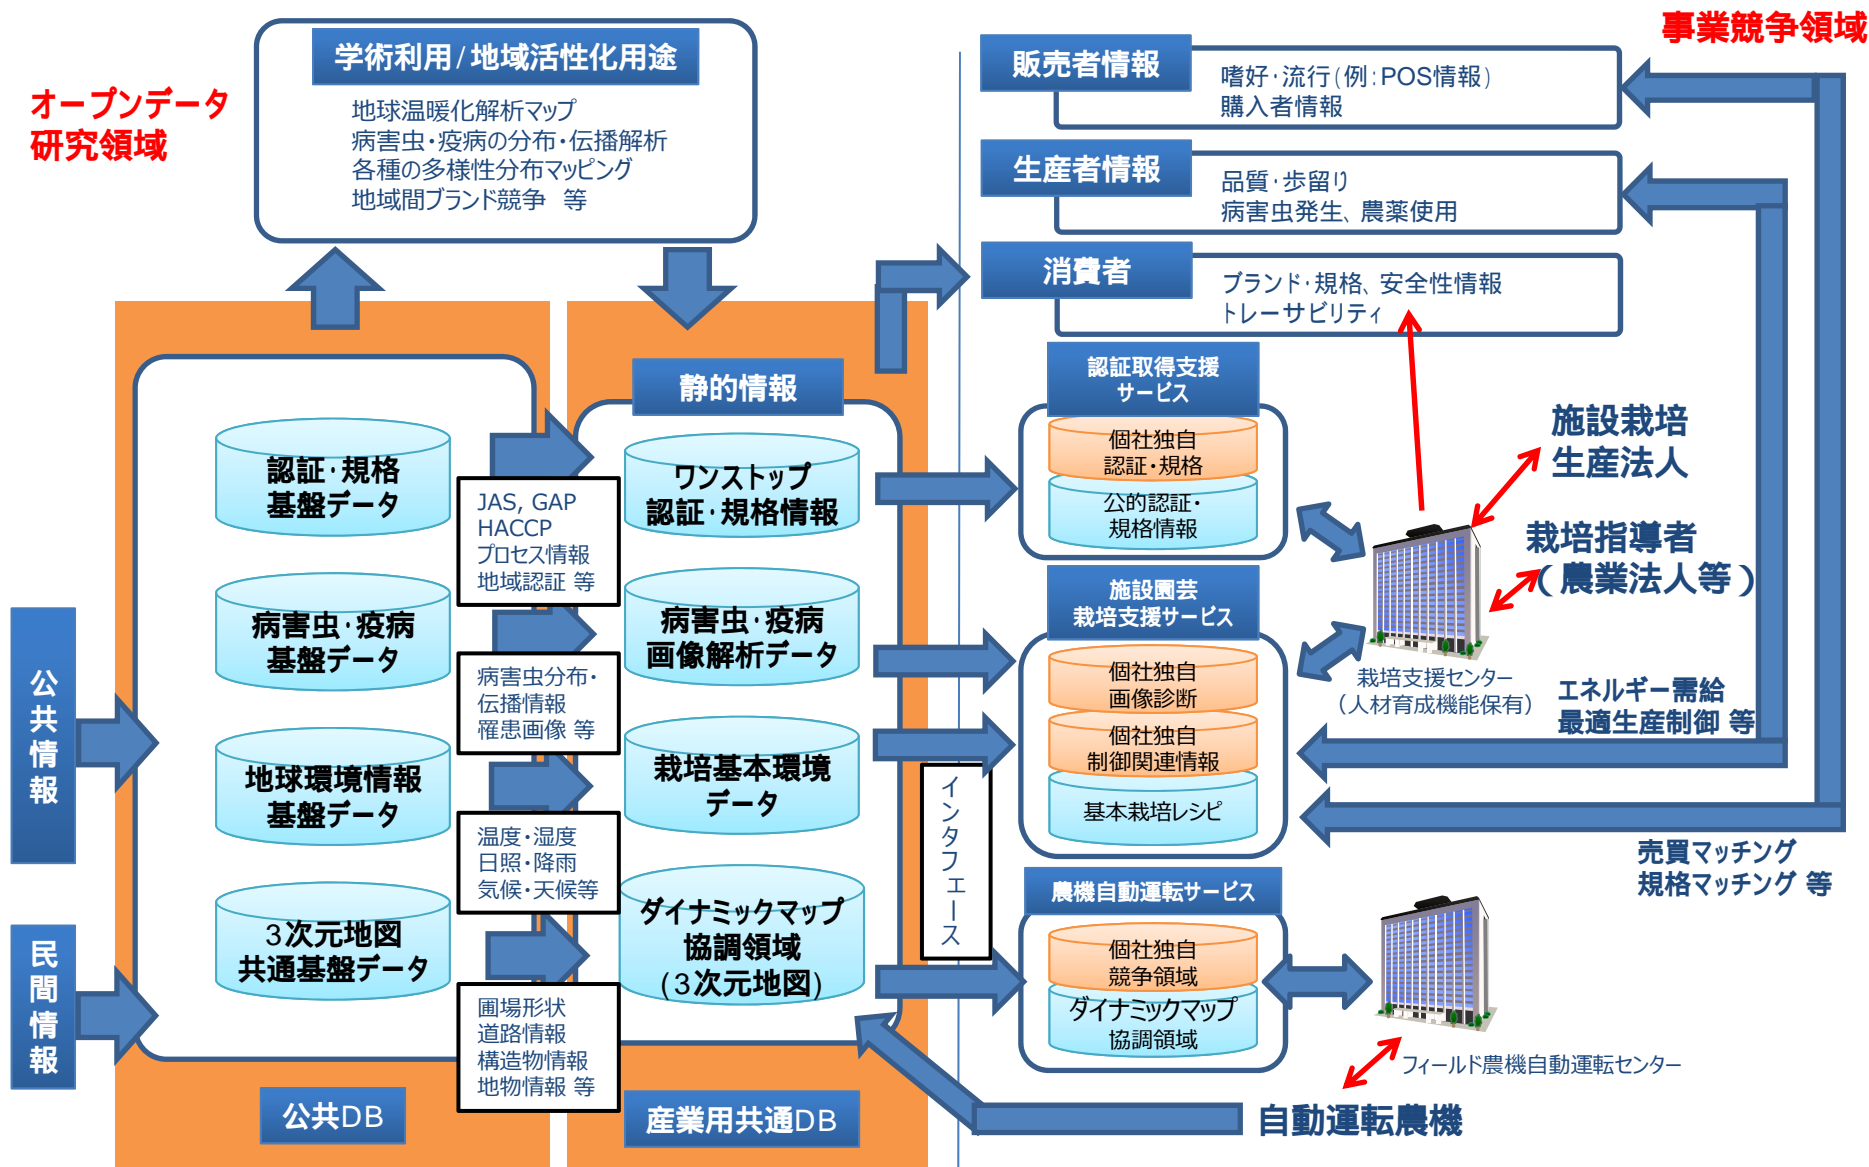 事業競争領域
オープンデータ
研究領域
学術利用/地域活性化用途
地球温暖化解析マップ
病害虫・疫病の分布・伝播解析
各種の多様性分布マッピング
地域間ブランド競争 等
販売者情報
嗜好・流行(例:POS情報)
購入者情報
生産者情報
品質・歩留り
病害虫発生、農薬使用
消費者
ブランド・規格、安全性情報
トレーサビリティ
公共情報
民間情報
認証・規格
基盤データ
病害虫・疫病
基盤データ
地球環境情報
基盤データ
3次元地図
共通基盤データ
公共DB
JAS, GAP
HACCP
プロセス情報
地域認証 等
病害虫分布・
伝播情報
罹患画像 等
温度・湿度
日照・降雨
気候・天候等
圃場形状
道路情報
構造物情報
地物情報 等
静的情報
ワンストップ
認証・規格情報
病害虫・疫病
画像解析データ
栽培基本環境
データ
ダイナミックマップ
協調領域
(3次元地図)
産業用共通DB
インタフェース
認証取得支援
サービス
個社独自
認証・規格
公的認証・
規格情報
施設園芸
栽培支援サービス
個社独自
画像診断
個社独自
制御関連情報
基本栽培レシピ
農機自動運転サービス
個社独自
競争領域
ダイナミックマップ
協調領域
施設栽培
生産法人
栽培指導者
(農業法人等)
栽培支援センター
(人材育成機能保有)
エネルギー需給
最適生産制御 等
売買マッチング
規格マッチング 等
フィールド農機自動運転センター
自動運転農機